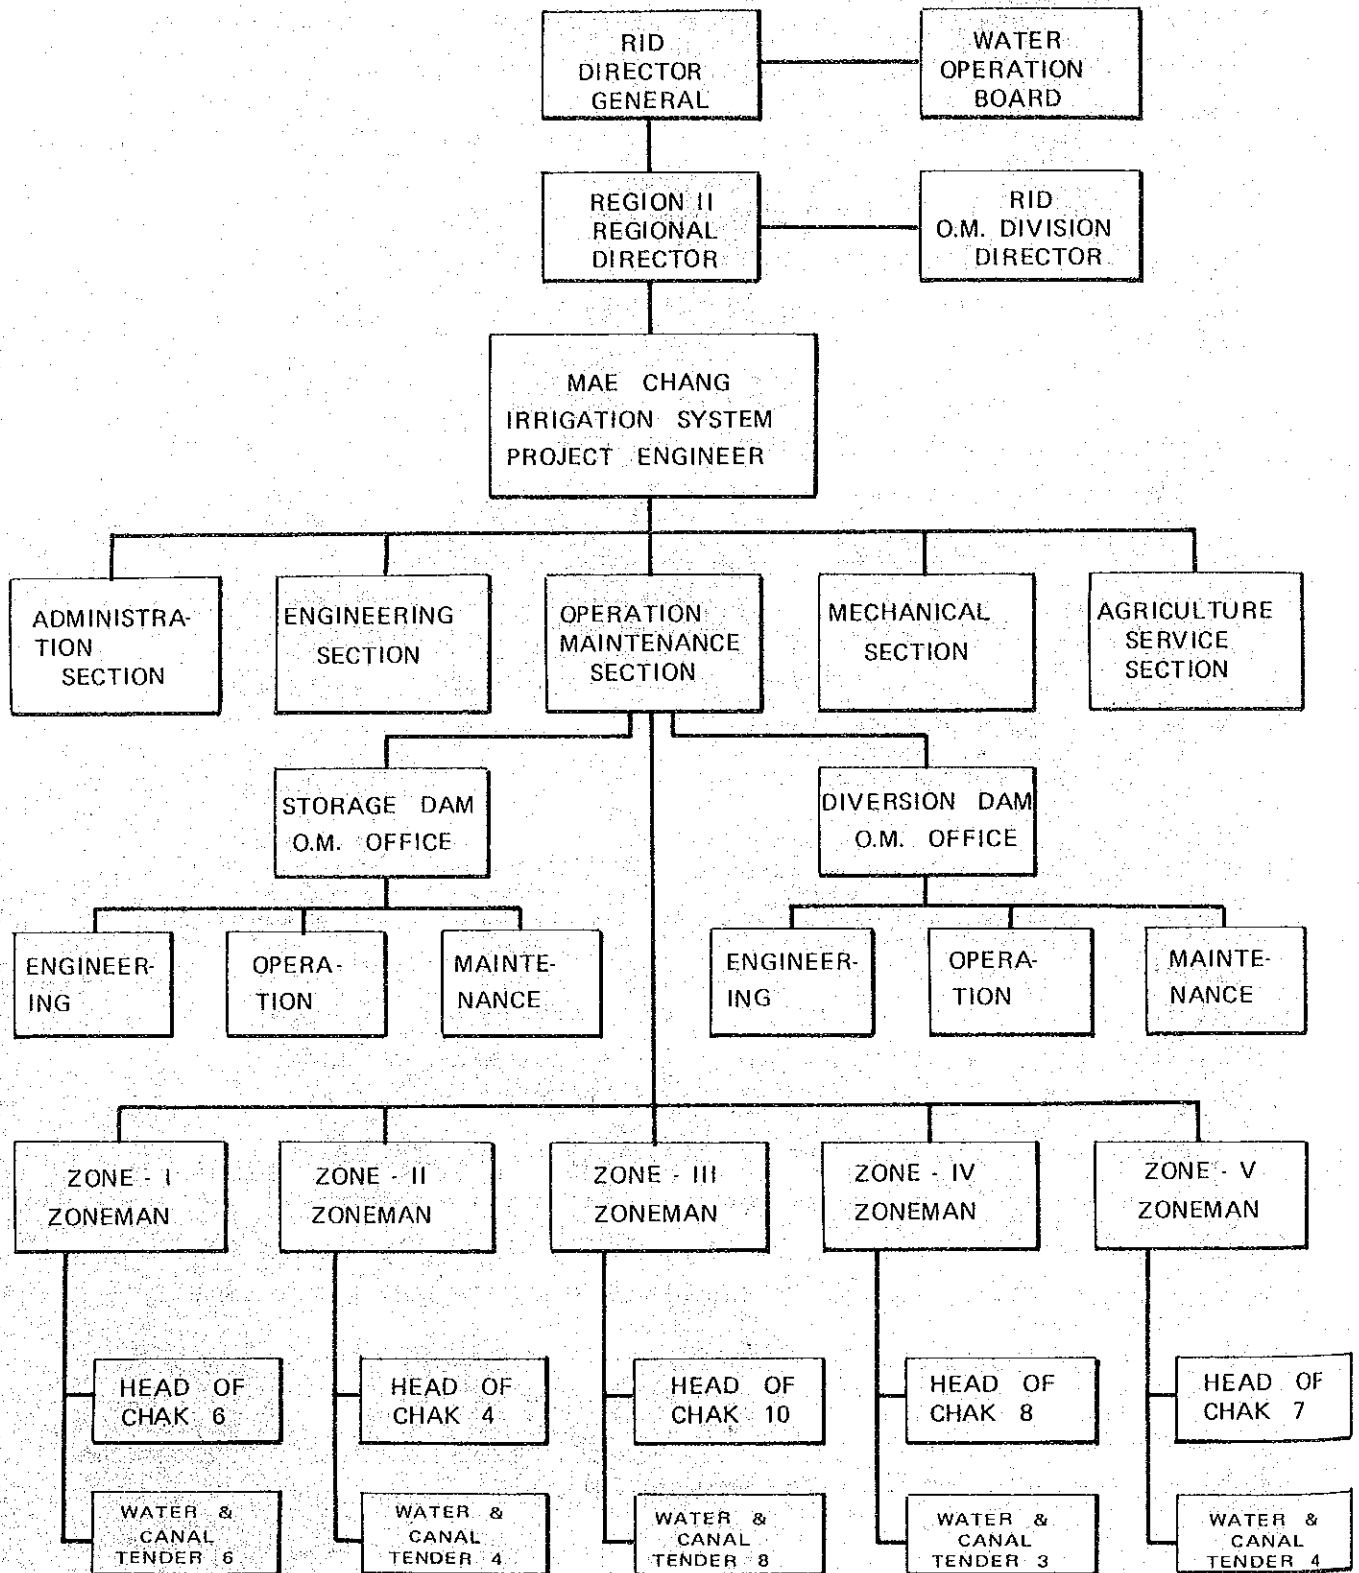 RID
DIRECTOR
GENERAL
WATER
OPERATION
BOARD
REGION II
REGIONAL
DIRECTOR
RID
O.M. DIVISION
DIRECTOR
MAE CHANG
IRRIGATION SYSTEM
PROJECT ENGINEER
ADMINISTRA-
TION
SECTION
ENGINEERING
SECTION
OPERATION
MAINTENANCE
SECTION
MECHANICAL
SECTION
AGRICULTURE
SERVICE
SECTION
STORAGE DAM
O.M. OFFICE
DIVERSION DAM
O.M. OFFICE
ENGINEER-
ING
OPERA-
TION
MAINTE-
NANCE
ENGINEER-
ING
OPERA-
TION
MAINTE-
NANCE
ZONE - I
ZONEMAN
ZONE - II
ZONEMAN
ZONE - III
ZONEMAN
ZONE - IV
ZONEMAN
ZONE - V
ZONEMAN
HEAD OF
CHAK 6
HEAD OF
CHAK 4
HEAD OF
CHAK 10
HEAD OF
CHAK 8
HEAD OF
CHAK 7
WATER &
CANAL
TENDER 6
WATER &
CANAL
TENDER 4
WATER &
CANAL
TENDER 8
WATER &
CANAL
TENDER 3
WATER &
CANAL
TENDER 4